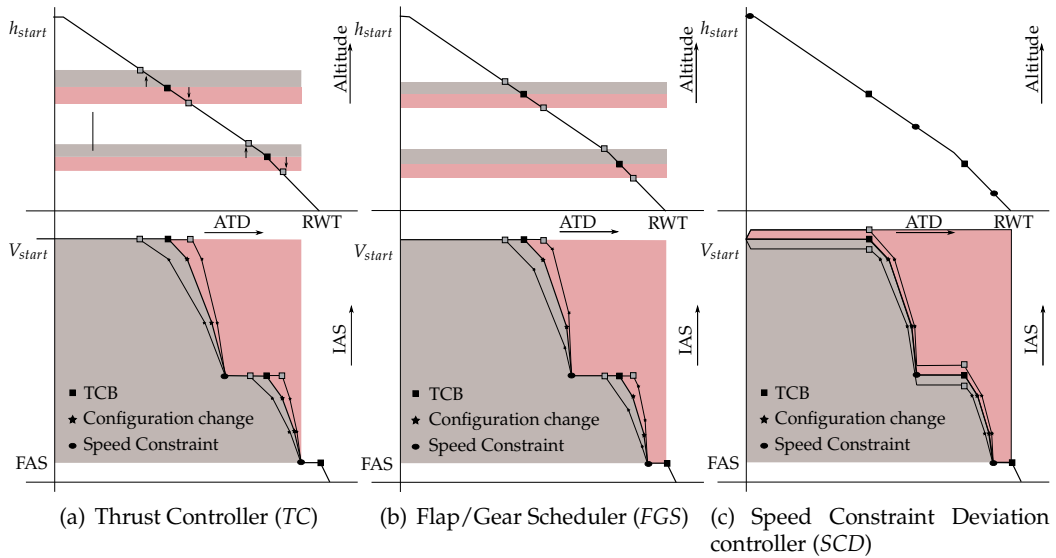 h_start
Altitude
ATD
RWT
V_start
IAS
TCB
Configuration change
Speed Constraint
FAS
(a) Thrust Controller (TC)
h_start
Altitude
ATD
RWT
V_start
IAS
TCB
Configuration change
Speed Constraint
FAS
(b) Flap/Gear Scheduler (FGS)
h_start
Altitude
ATD
RWT
V_start
IAS
TCB
Configuration change
Speed Constraint
FAS
(c) Speed Constraint Deviation
controller (SCD)